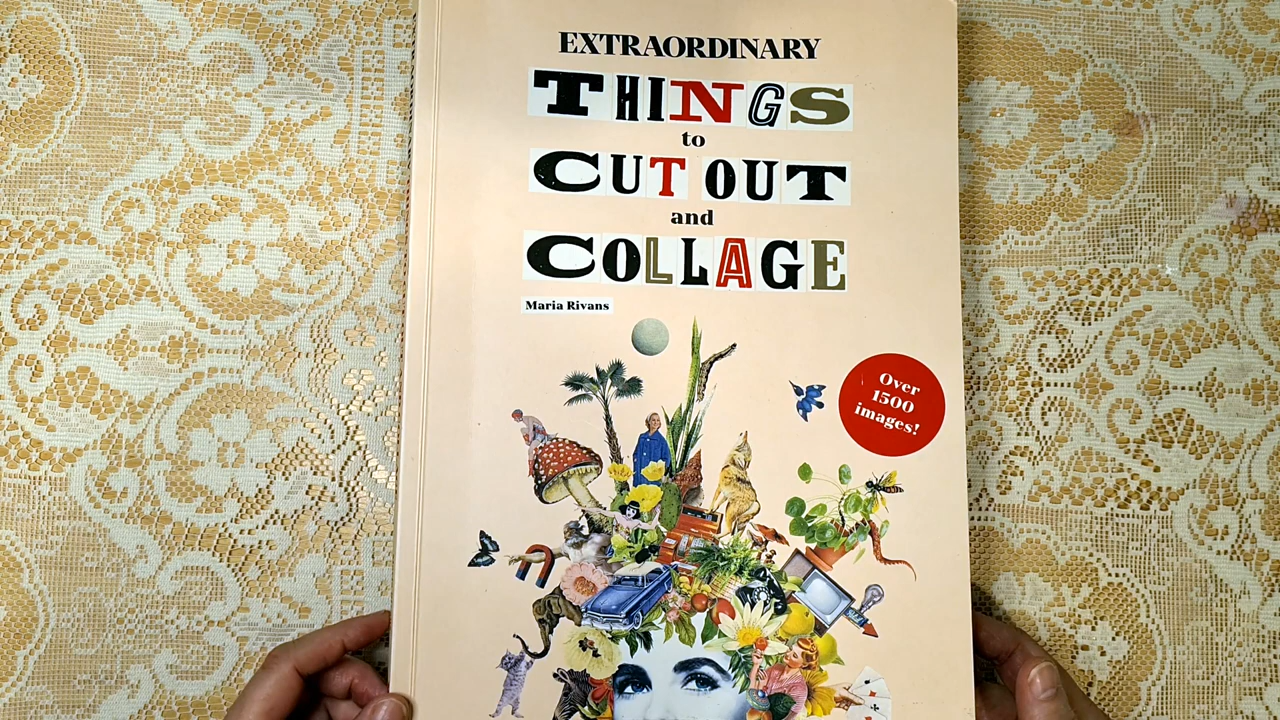 EXTRAORDINARY
THINGS
to
CUT OUT
and
COLLAGE
Maria Rivans
Over
1500
images!